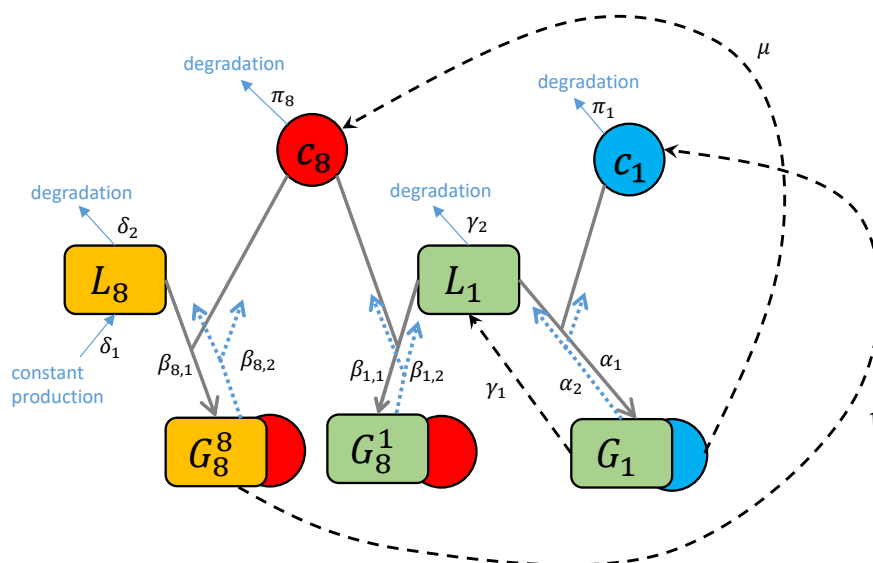 μ
degradation
π₈
degradation
π₁
c₈
c₁
degradation
δ₂
degradation
γ₂
L₈
L₁
δ₁
constant
production
β₈,₁
β₈,₂
β₁,₁
β₁,₂
γ₁
α₂
α₁
G₈⁸
G₈¹
G₁